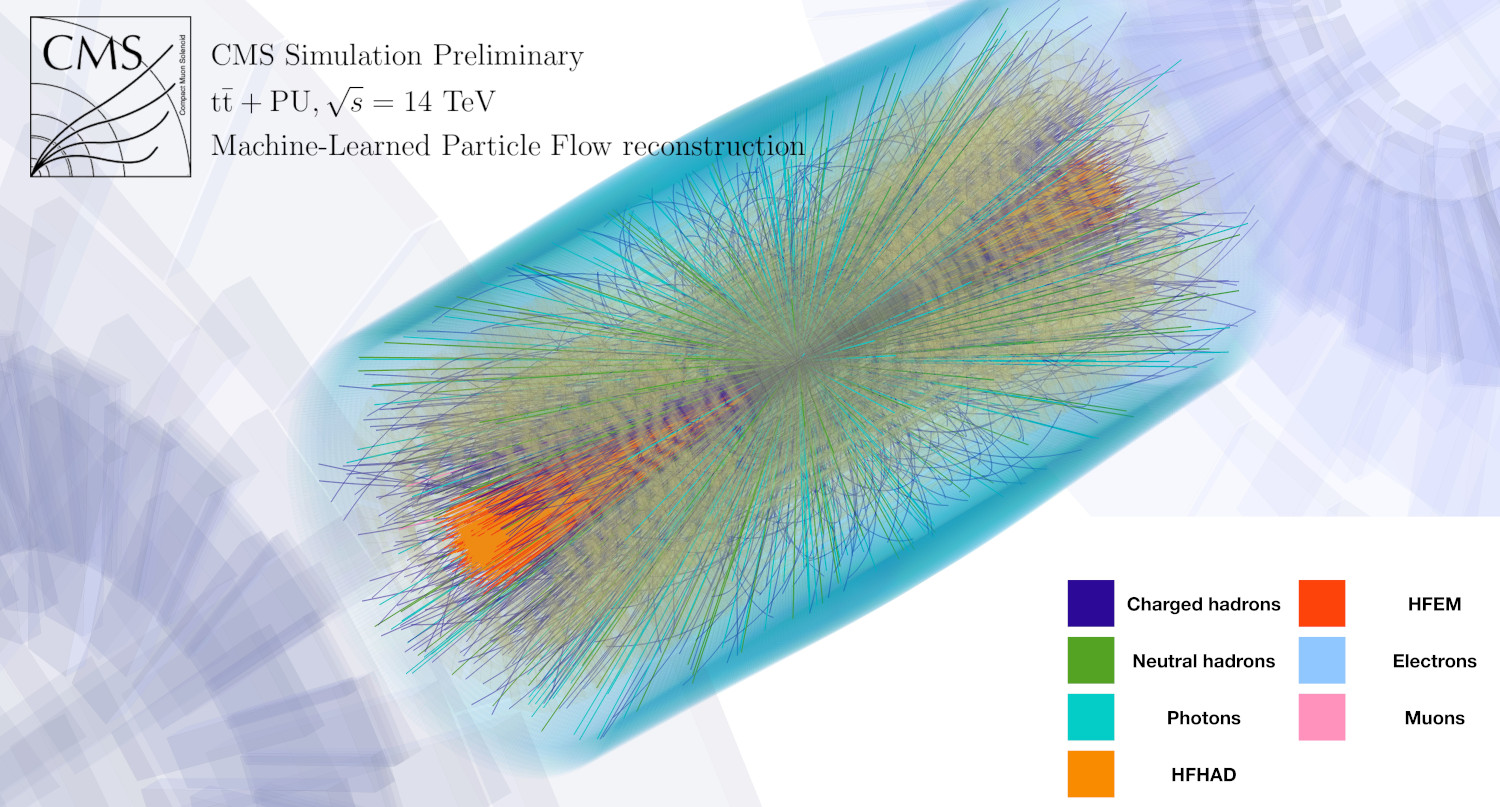 CMS
Compact Muon Solenoid
CMS Simulation Preliminary
tt̄ + PU, √s = 14 TeV
Machine-Learned Particle Flow reconstruction
Charged hadrons
HFEM
Neutral hadrons
Electrons
Photons
Muons
HFHAD